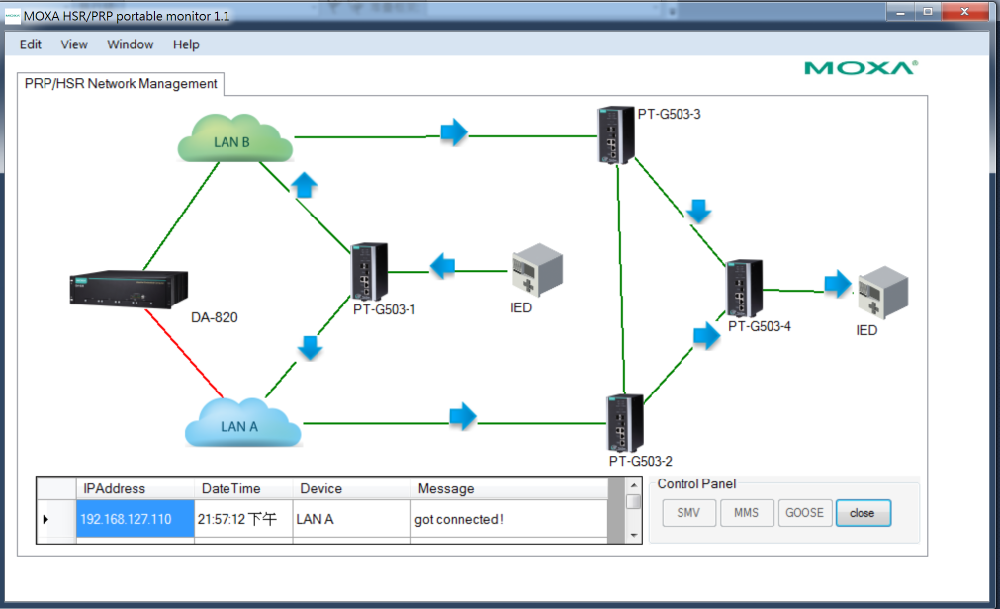 MOXA HSR/PRP portable monitor 1.1
Edit View Window Help
MOXA
PRP/HSR Network Management
PT-G503-3
LAN B
PT-G503-1
IED
DA-820
PT-G503-4
IED
LAN A
PT-G503-2
IPAddress DateTime Device Message
192.168.127.110 21:57:12 下午 LAN A got connected !
Control Panel
SMV MMS GOOSE close